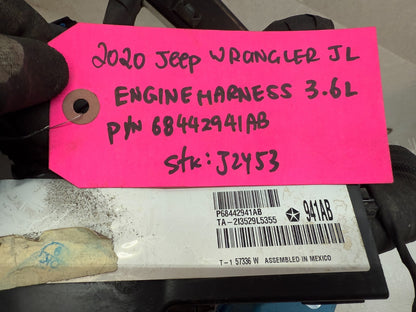 2020 Jeep WRANGLER JL
ENGINE HARNESS 3.6L
P/N 68442941AB
Stk: J2453
P68442941AB
TA-213529L5355
941AB
T-1 57336 W ASSEMBLED IN MEXICO